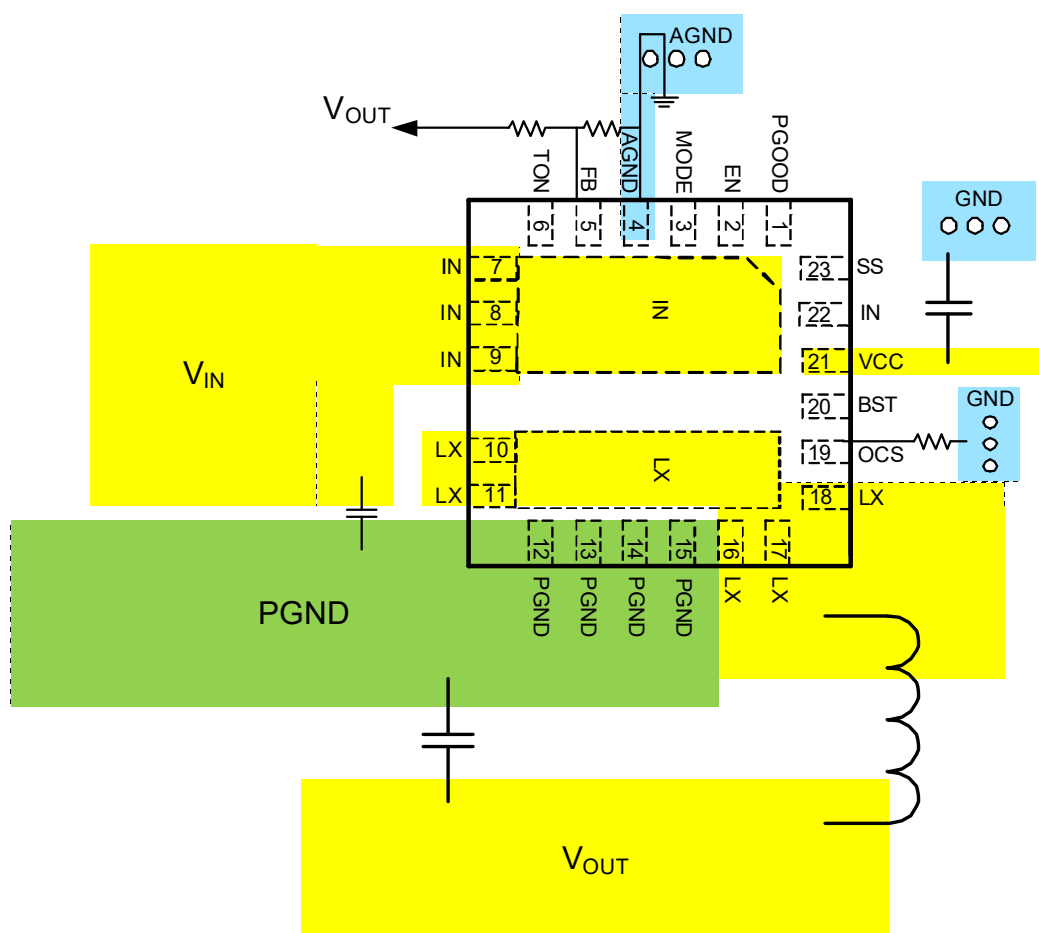 AGND
VOUT
TON
FB
AGND
MODE
EN
PGOOD
6
5
4
3
2
1
GND
IN
7
IN
8
IN
9
IN
23
SS
22
IN
21
VCC
20
BST
19
OCS
18
LX
GND
VIN
LX
10
LX
11
LX
12
13
14
15
16
17
PGND
PGND
PGND
PGND
LX
LX
PGND
VOUT